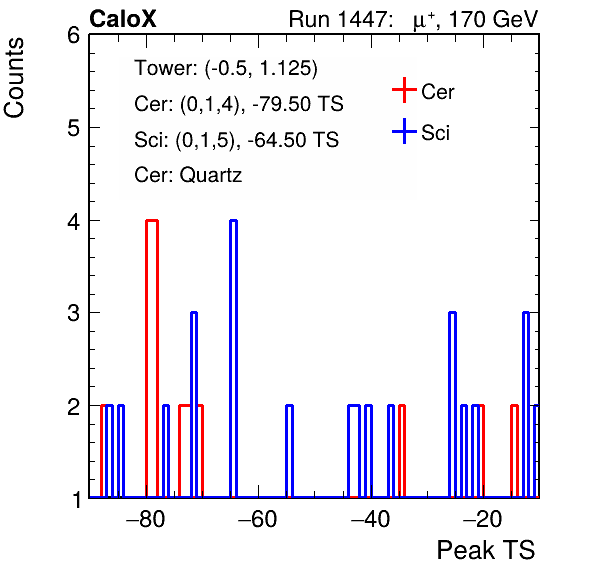 CaloX Run 1447: μ⁺, 170 GeV
Counts
Tower: (-0.5, 1.125)
Cer: (0,1,4), -79.50 TS
Sci: (0,1,5), -64.50 TS
Cer: Quartz
Cer
Sci
6
5
4
3
2
1
−80 −60 −40 −20
Peak TS